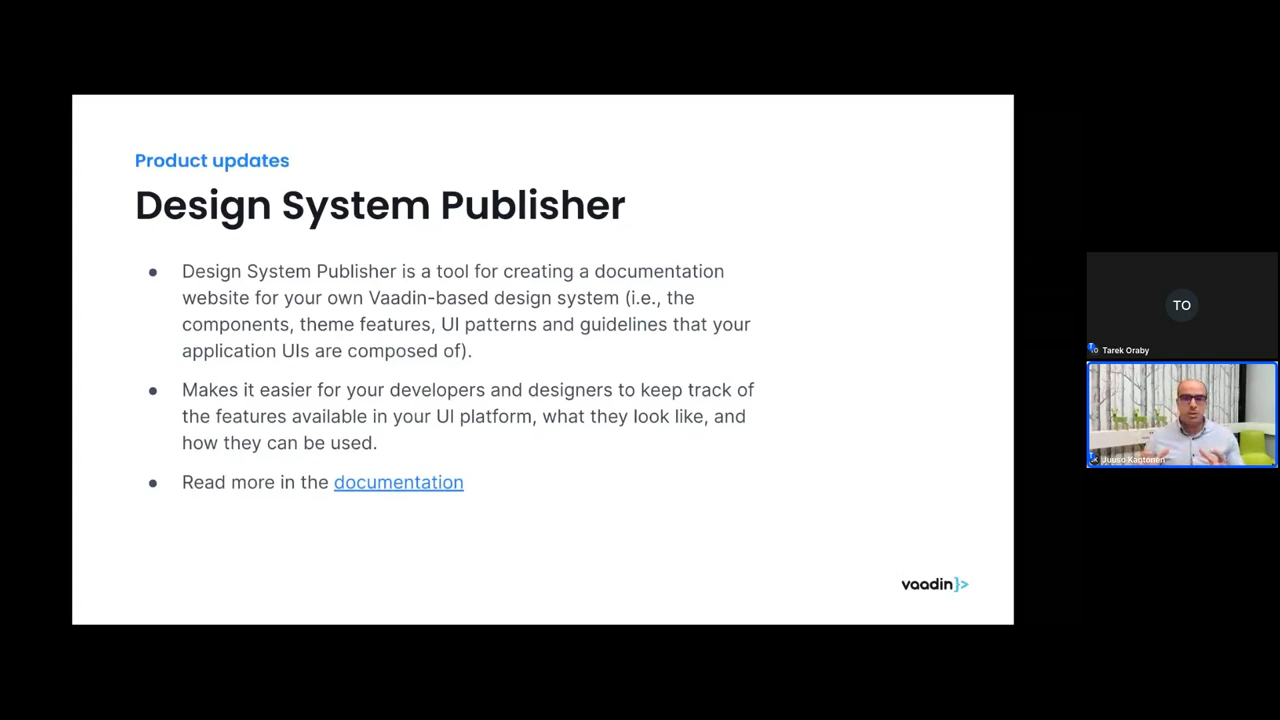 Product updates
Design System Publisher
● Design System Publisher is a tool for creating a documentation
website for your own Vaadin-based design system (i.e., the
components, theme features, UI patterns and guidelines that your
application UIs are composed of).
● Makes it easier for your developers and designers to keep track of
the features available in your UI platform, what they look like, and
how they can be used.
● Read more in the documentation
vaadin}>
TO
Tarek Oraby
Juuso Kantonen